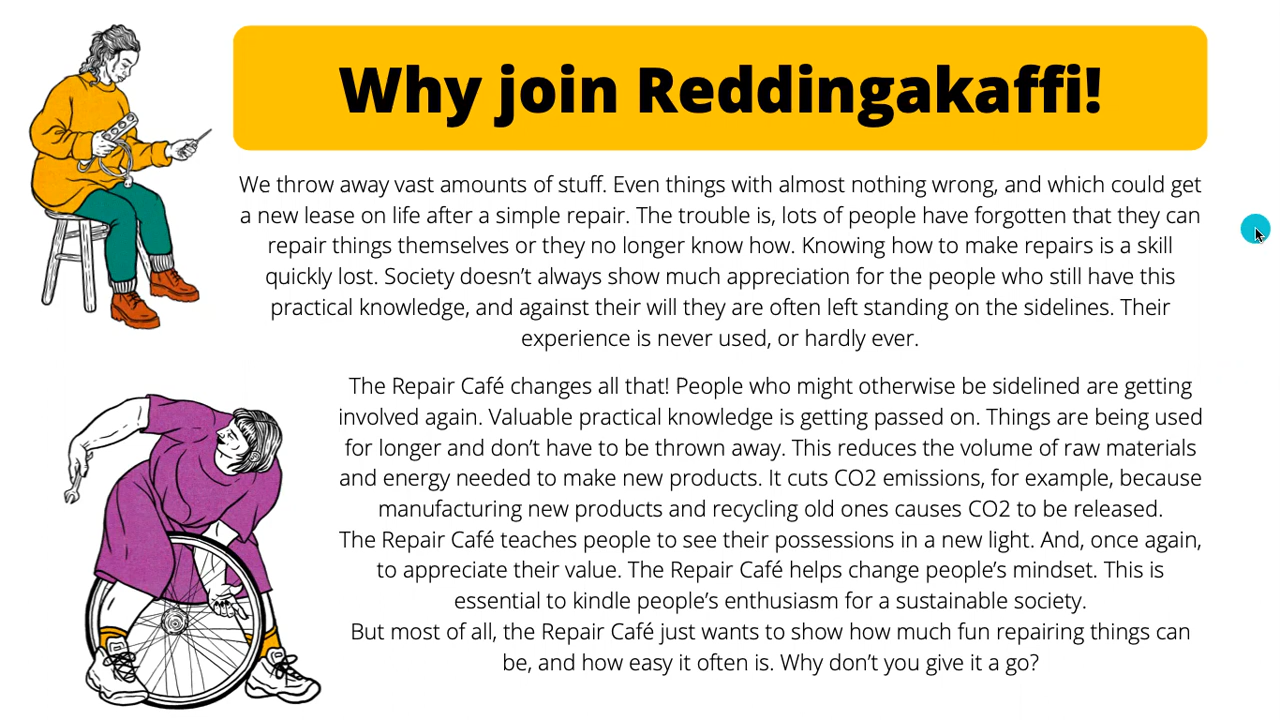 Why join Reddingakaffi!
We throw away vast amounts of stuff. Even things with almost nothing wrong, and which could get
a new lease on life after a simple repair. The trouble is, lots of people have forgotten that they can
repair things themselves or they no longer know how. Knowing how to make repairs is a skill
quickly lost. Society doesn’t always show much appreciation for the people who still have this
practical knowledge, and against their will they are often left standing on the sidelines. Their
experience is never used, or hardly ever.
The Repair Café changes all that! People who might otherwise be sidelined are getting
involved again. Valuable practical knowledge is getting passed on. Things are being used
for longer and don’t have to be thrown away. This reduces the volume of raw materials
and energy needed to make new products. It cuts CO2 emissions, for example, because
manufacturing new products and recycling old ones causes CO2 to be released.
The Repair Café teaches people to see their possessions in a new light. And, once again,
to appreciate their value. The Repair Café helps change people’s mindset. This is
essential to kindle people’s enthusiasm for a sustainable society.
But most of all, the Repair Café just wants to show how much fun repairing things can
be, and how easy it often is. Why don’t you give it a go?